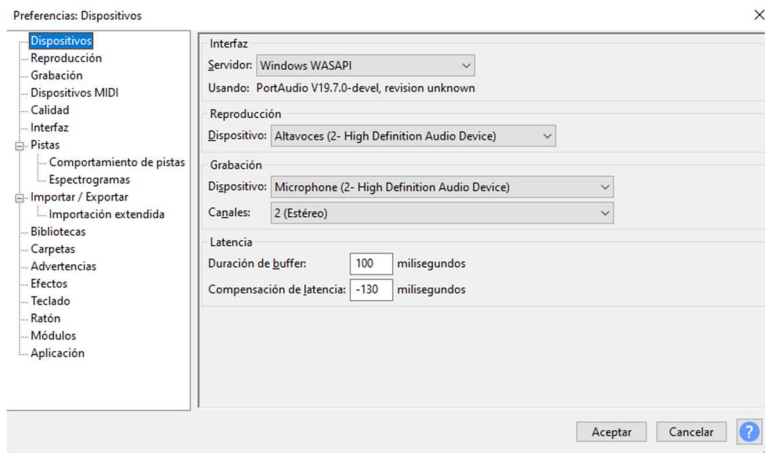 Preferencias: Dispositivos
Dispositivos
Reproducción
Grabación
Dispositivos MIDI
Calidad
Interfaz
Pistas
Comportamiento de pistas
Espectrogramas
Importar / Exportar
Importación extendida
Bibliotecas
Carpetas
Advertencias
Efectos
Teclado
Ratón
Módulos
Aplicación
Interfaz
Servidor: Windows WASAPI
Usando: PortAudio V19.7.0-devel, revision unknown
Reproducción
Dispositivo: Altavoces (2- High Definition Audio Device)
Grabación
Dispositivo: Microphone (2- High Definition Audio Device)
Canales: 2 (Estéreo)
Latencia
Duración de buffer: 100 milisegundos
Compensación de latencia: -130 milisegundos
Aceptar Cancelar ?